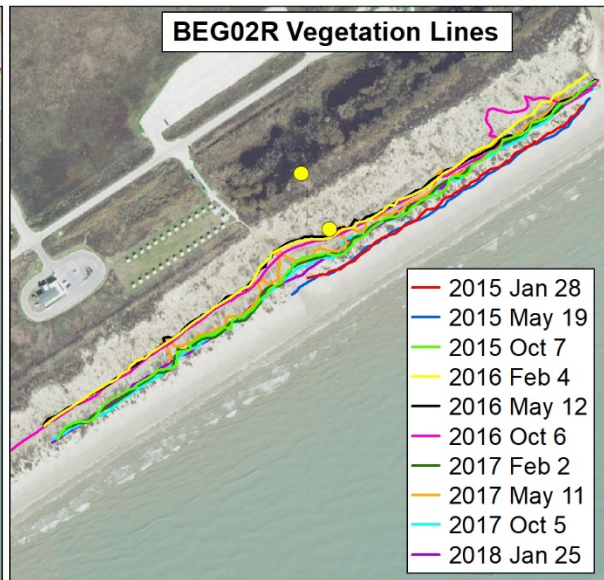 BEG02R Vegetation Lines
2015 Jan 28
2015 May 19
2015 Oct 7
2016 Feb 4
2016 May 12
2016 Oct 6
2017 Feb 2
2017 May 11
2017 Oct 5
2018 Jan 25